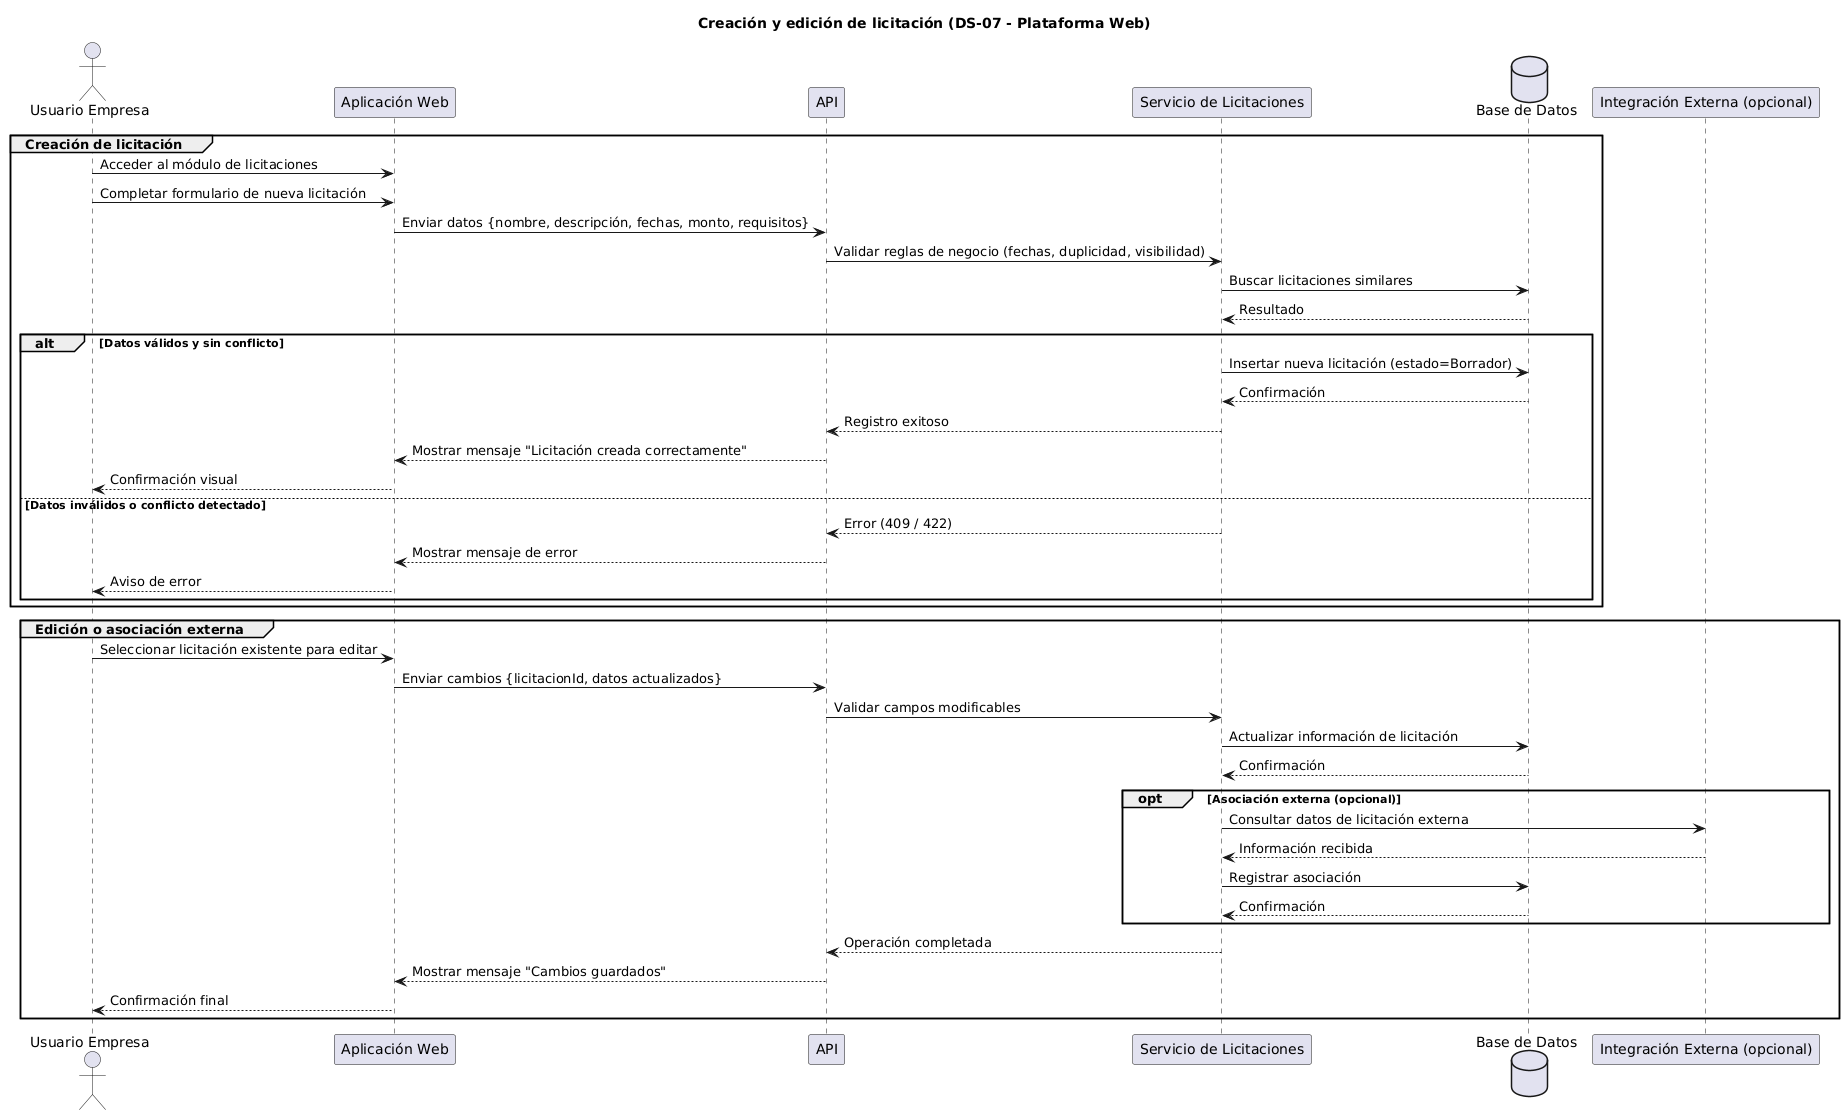 Creación y edición de licitación (DS-07 - Plataforma Web)
Usuario Empresa
Aplicación Web
API
Servicio de Licitaciones
Base de Datos
Integración Externa (opcional)
Creación de licitación
Acceder al módulo de licitaciones
Completar formulario de nueva licitación
Enviar datos {nombre, descripción, fechas, monto, requisitos}
Validar reglas de negocio (fechas, duplicidad, visibilidad)
Buscar licitaciones similares
Resultado
alt [Datos válidos y sin conflicto]
Insertar nueva licitación (estado=Borrador)
Confirmación
Registro exitoso
Mostrar mensaje "Licitación creada correctamente"
Confirmación visual
[Datos inválidos o conflicto detectado]
Error (409 / 422)
Mostrar mensaje de error
Aviso de error
Edición o asociación externa
Seleccionar licitación existente para editar
Enviar cambios {licitacionId, datos actualizados}
Validar campos modificables
Actualizar información de licitación
Confirmación
opt [Asociación externa (opcional)]
Consultar datos de licitación externa
Información recibida
Registrar asociación
Confirmación
Operación completada
Mostrar mensaje "Cambios guardados"
Confirmación final
Usuario Empresa
Aplicación Web
API
Servicio de Licitaciones
Base de Datos
Integración Externa (opcional)